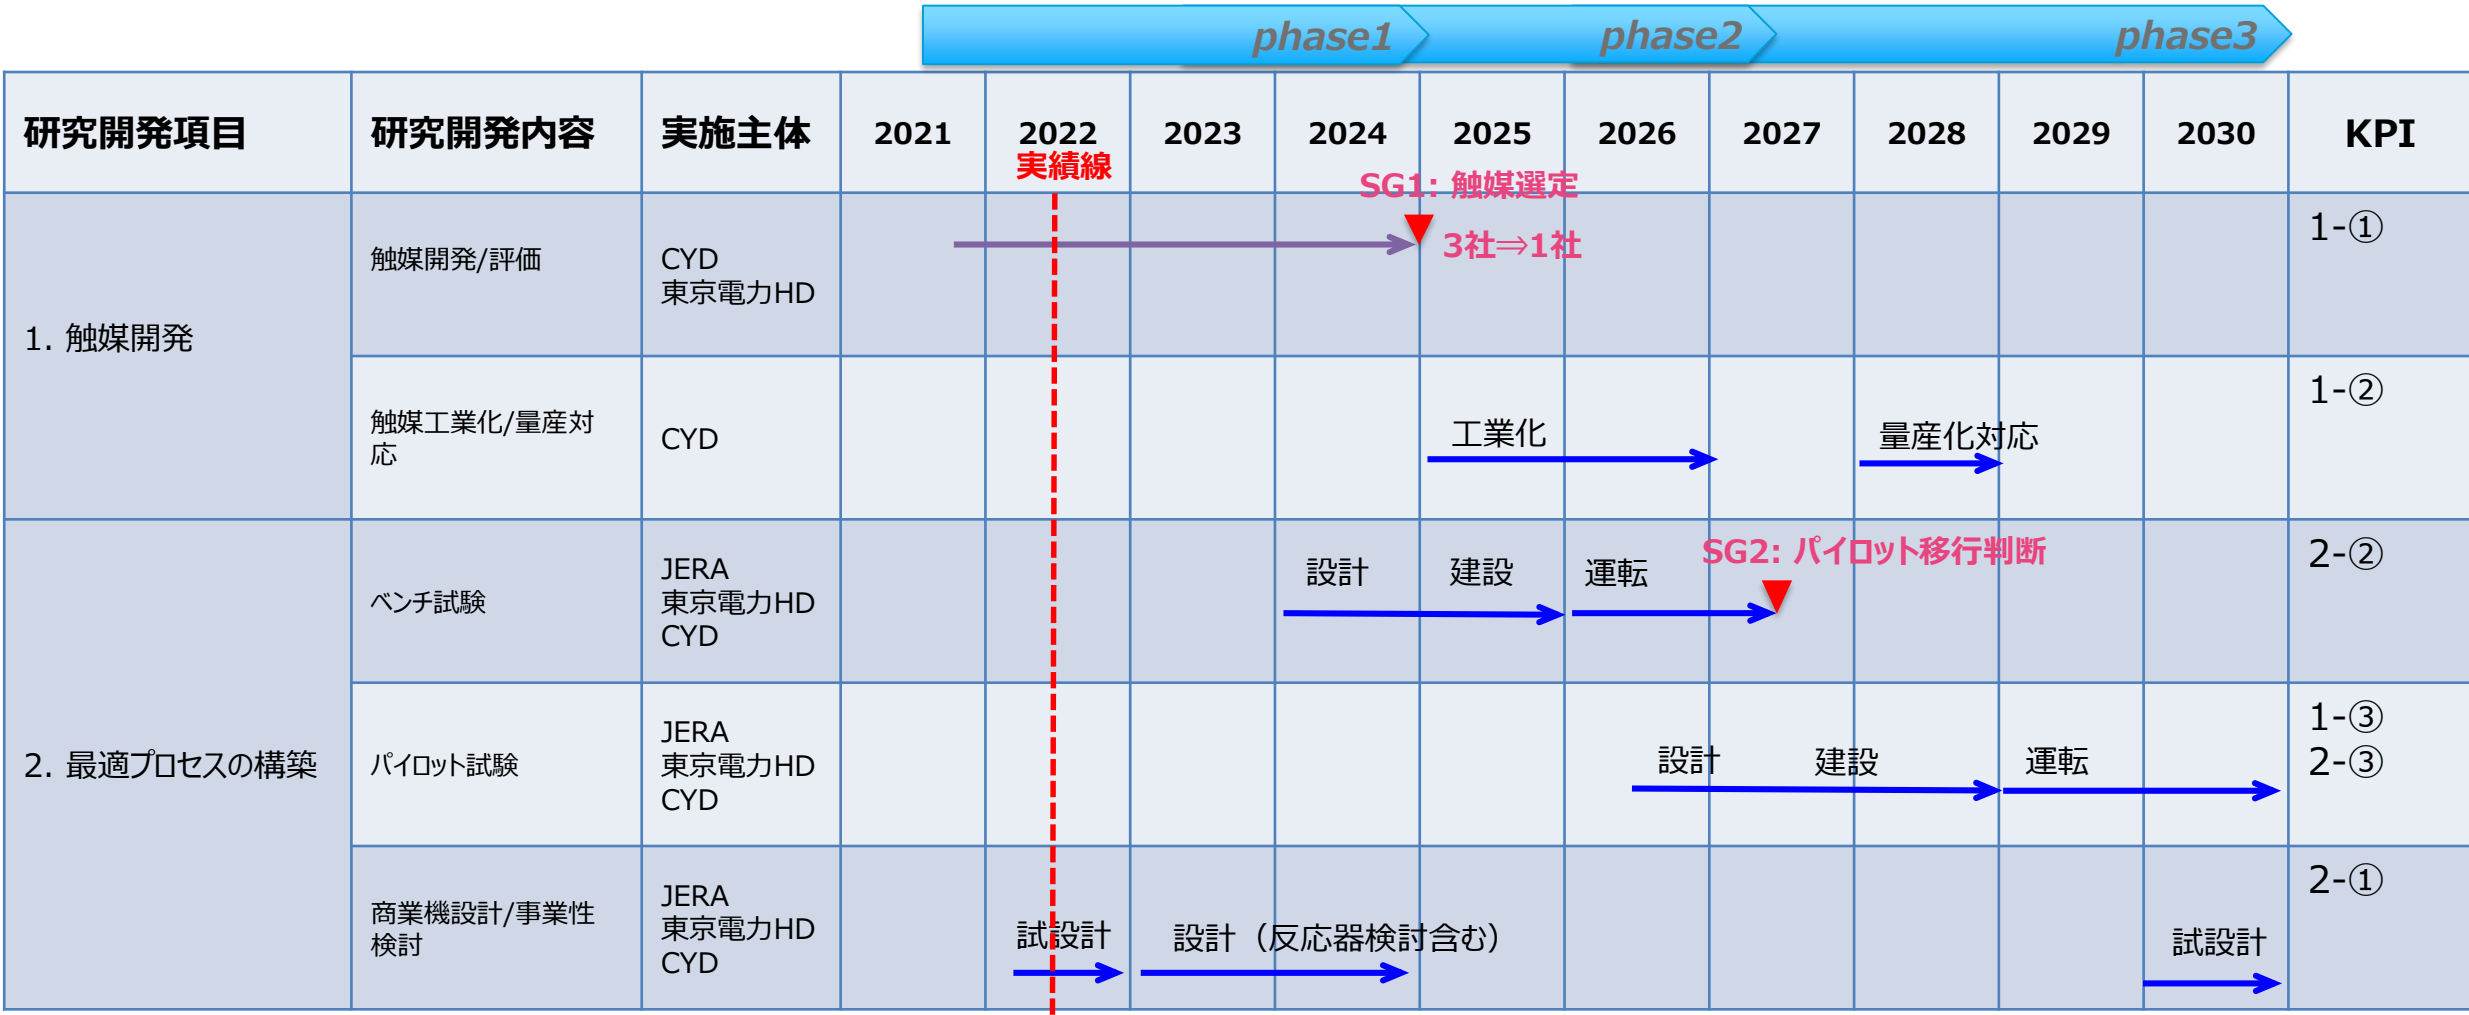 phase1
phase2
phase3
研究開発項目
研究開発内容
実施主体
2021
2022
2023
2024
2025
2026
2027
2028
2029
2030
KPI
実績線
SG1: 触媒選定
3社⇒1社
1. 触媒開発
触媒開発/評価
CYD
東京電力HD
1-①
触媒工業化/量産対
応
CYD
工業化
量産化対応
1-②
2. 最適プロセスの構築
ベンチ試験
JERA
東京電力HD
CYD
設計
建設
運転
SG2: パイロット移行判断
2-②
パイロット試験
JERA
東京電力HD
CYD
設計
建設
運転
1-③
2-③
商業機設計/事業性
検討
JERA
東京電力HD
CYD
試設計
設計（反応器検討含む）
試設計
2-①